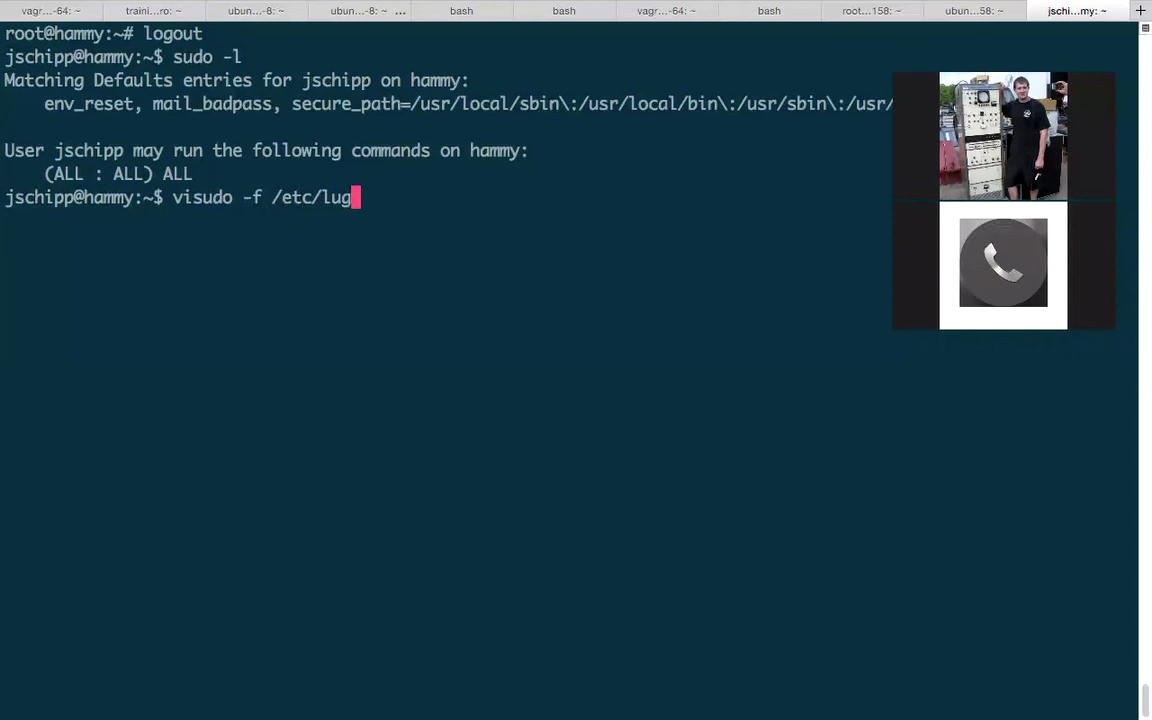 vagr...-64: ~ traini...ro: ~ ubun...-8: ~ ubun...-8: ~ ... bash bash vagr...-64: ~ bash root...158: ~ ubun...58: ~ jschi...my: ~ +
root@hammy:~# logout
jschipp@hammy:~$ sudo -l
Matching Defaults entries for jschipp on hammy:
env_reset, mail_badpass, secure_path=/usr/local/sbin\:/usr/local/bin\:/usr/sbin\:/usr/
User jschipp may run the following commands on hammy:
(ALL : ALL) ALL
jschipp@hammy:~$ visudo -f /etc/lug